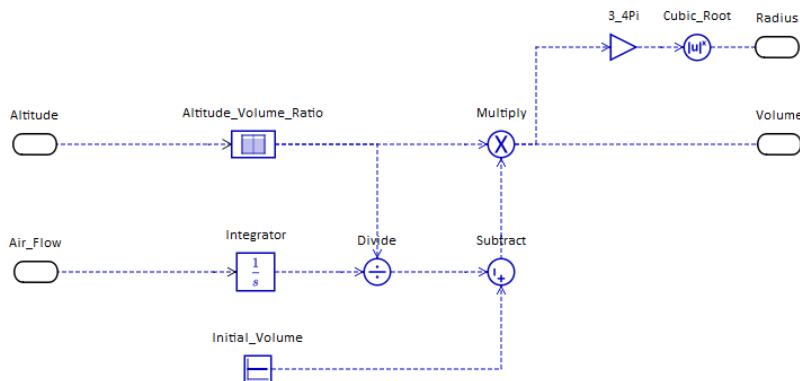 3_4Pi
Cubic_Root
Radius
|u|ˣ
Altitude
Altitude_Volume_Ratio
Multiply
Volume
X
Air_Flow
Integrator
Divide
Subtract
1
s
÷
- +
Initial_Volume